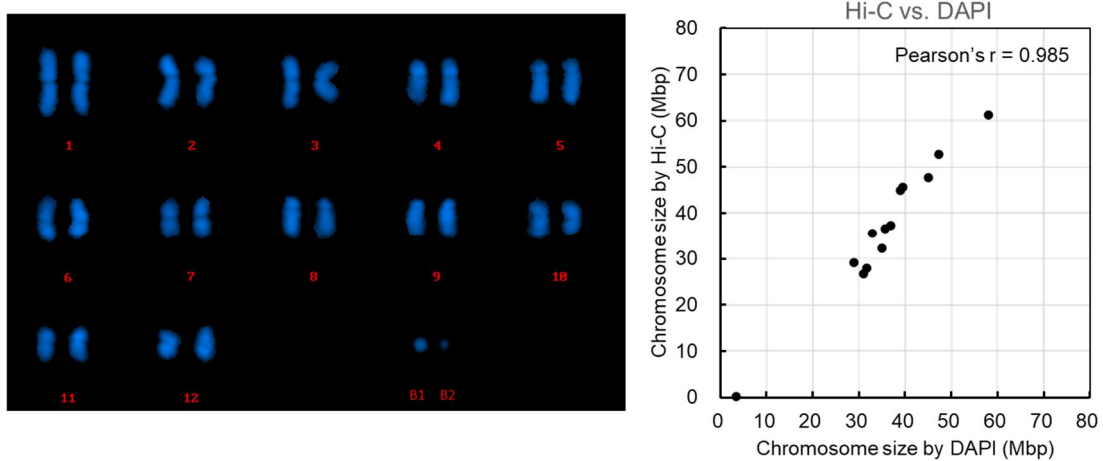 1 2 3 4 5
6 7 8 9 10
11 12 B1 B2
Hi-C vs. DAPI
Pearson's r = 0.985
Chromosome size by Hi-C (Mbp)
80
70
60
50
40
30
20
10
0
0 10 20 30 40 50 60 70 80
Chromosome size by DAPI (Mbp)